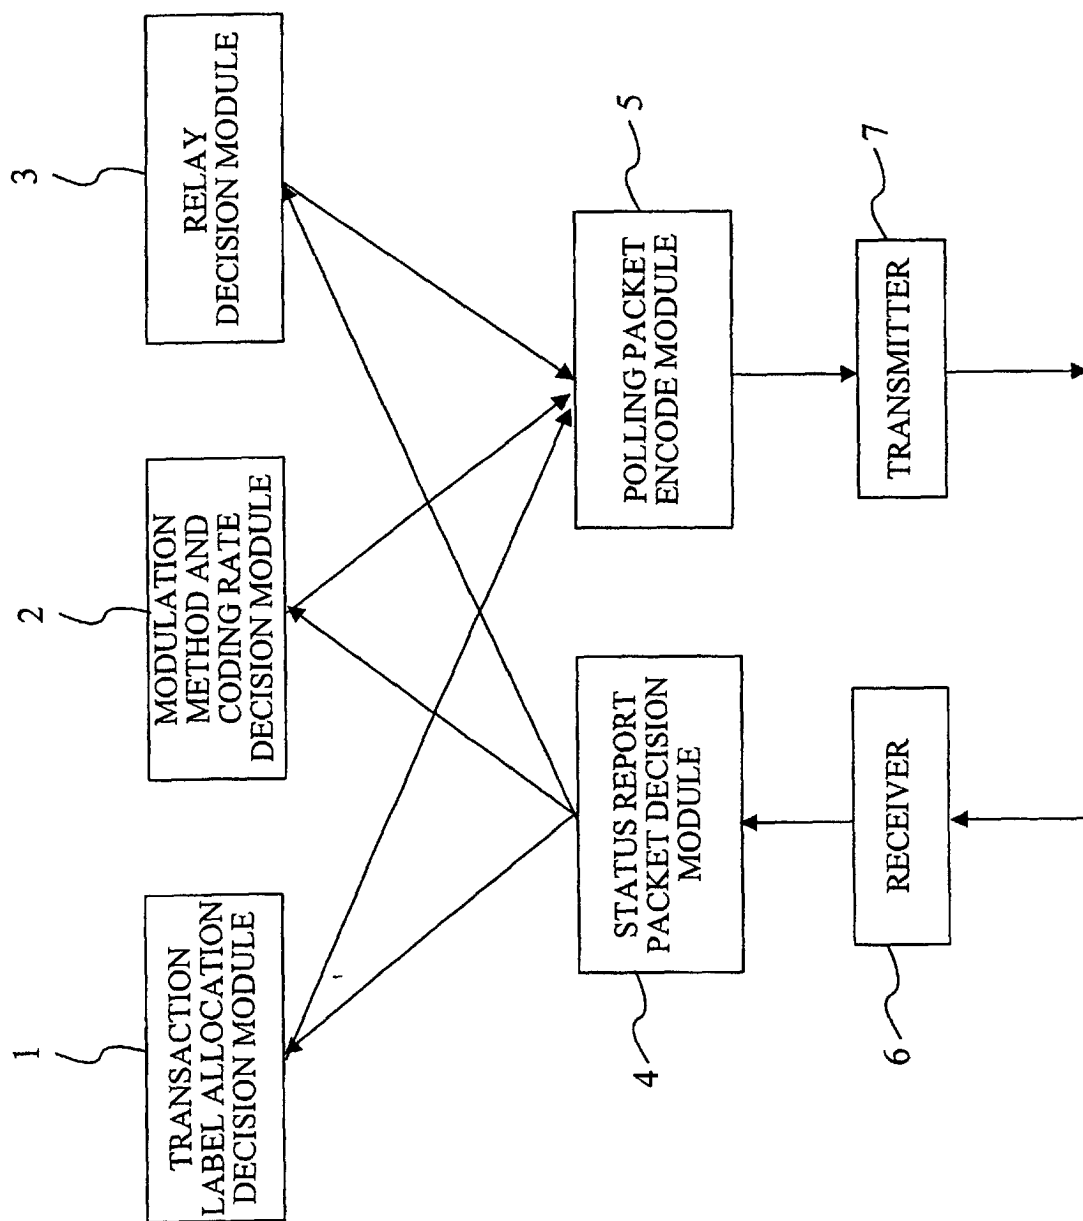 1
TRANSACTION
LABEL ALLOCATION
DECISION MODULE
2
MODULATION
METHOD AND
CODING RATE
DECISION MODULE
3
RELAY
DECISION MODULE
4
STATUS REPORT
PACKET DECISION
MODULE
5
POLLING PACKET
ENCODE MODULE
6
RECEIVER
7
TRANSMITTER